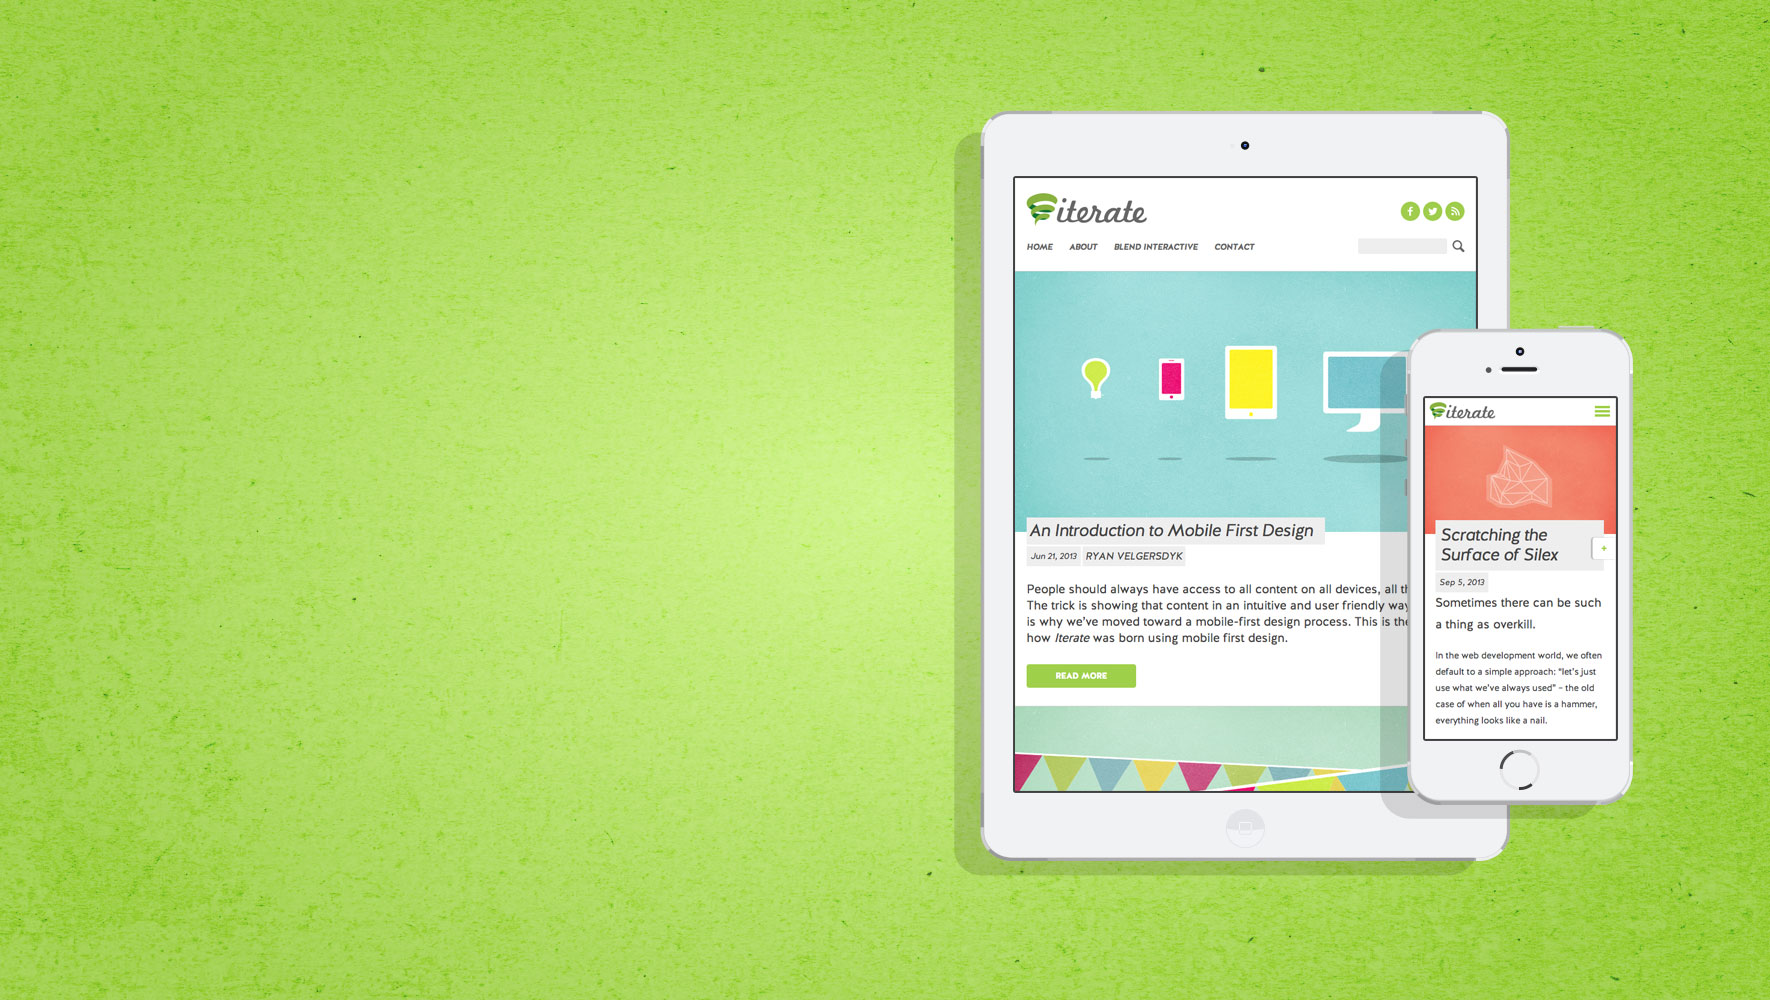 iterate
HOME ABOUT BLEND INTERACTIVE CONTACT
An Introduction to Mobile First Design
Jun 21, 2013 RYAN VELGERSDYK
People should always have access to all content on all devices, all
The trick is showing that content in an intuitive and user friendly way
is why we've moved toward a mobile-first design process. This is the
how Iterate was born using mobile first design.
READ MORE
iterate
Scratching the
Surface of Silex
+
Sep 5, 2013
Sometimes there can be such
a thing as overkill.
In the web development world, we often
default to a simple approach: “let's just
use what we've always used” – the old
case of when all you have is a hammer,
everything looks like a nail.